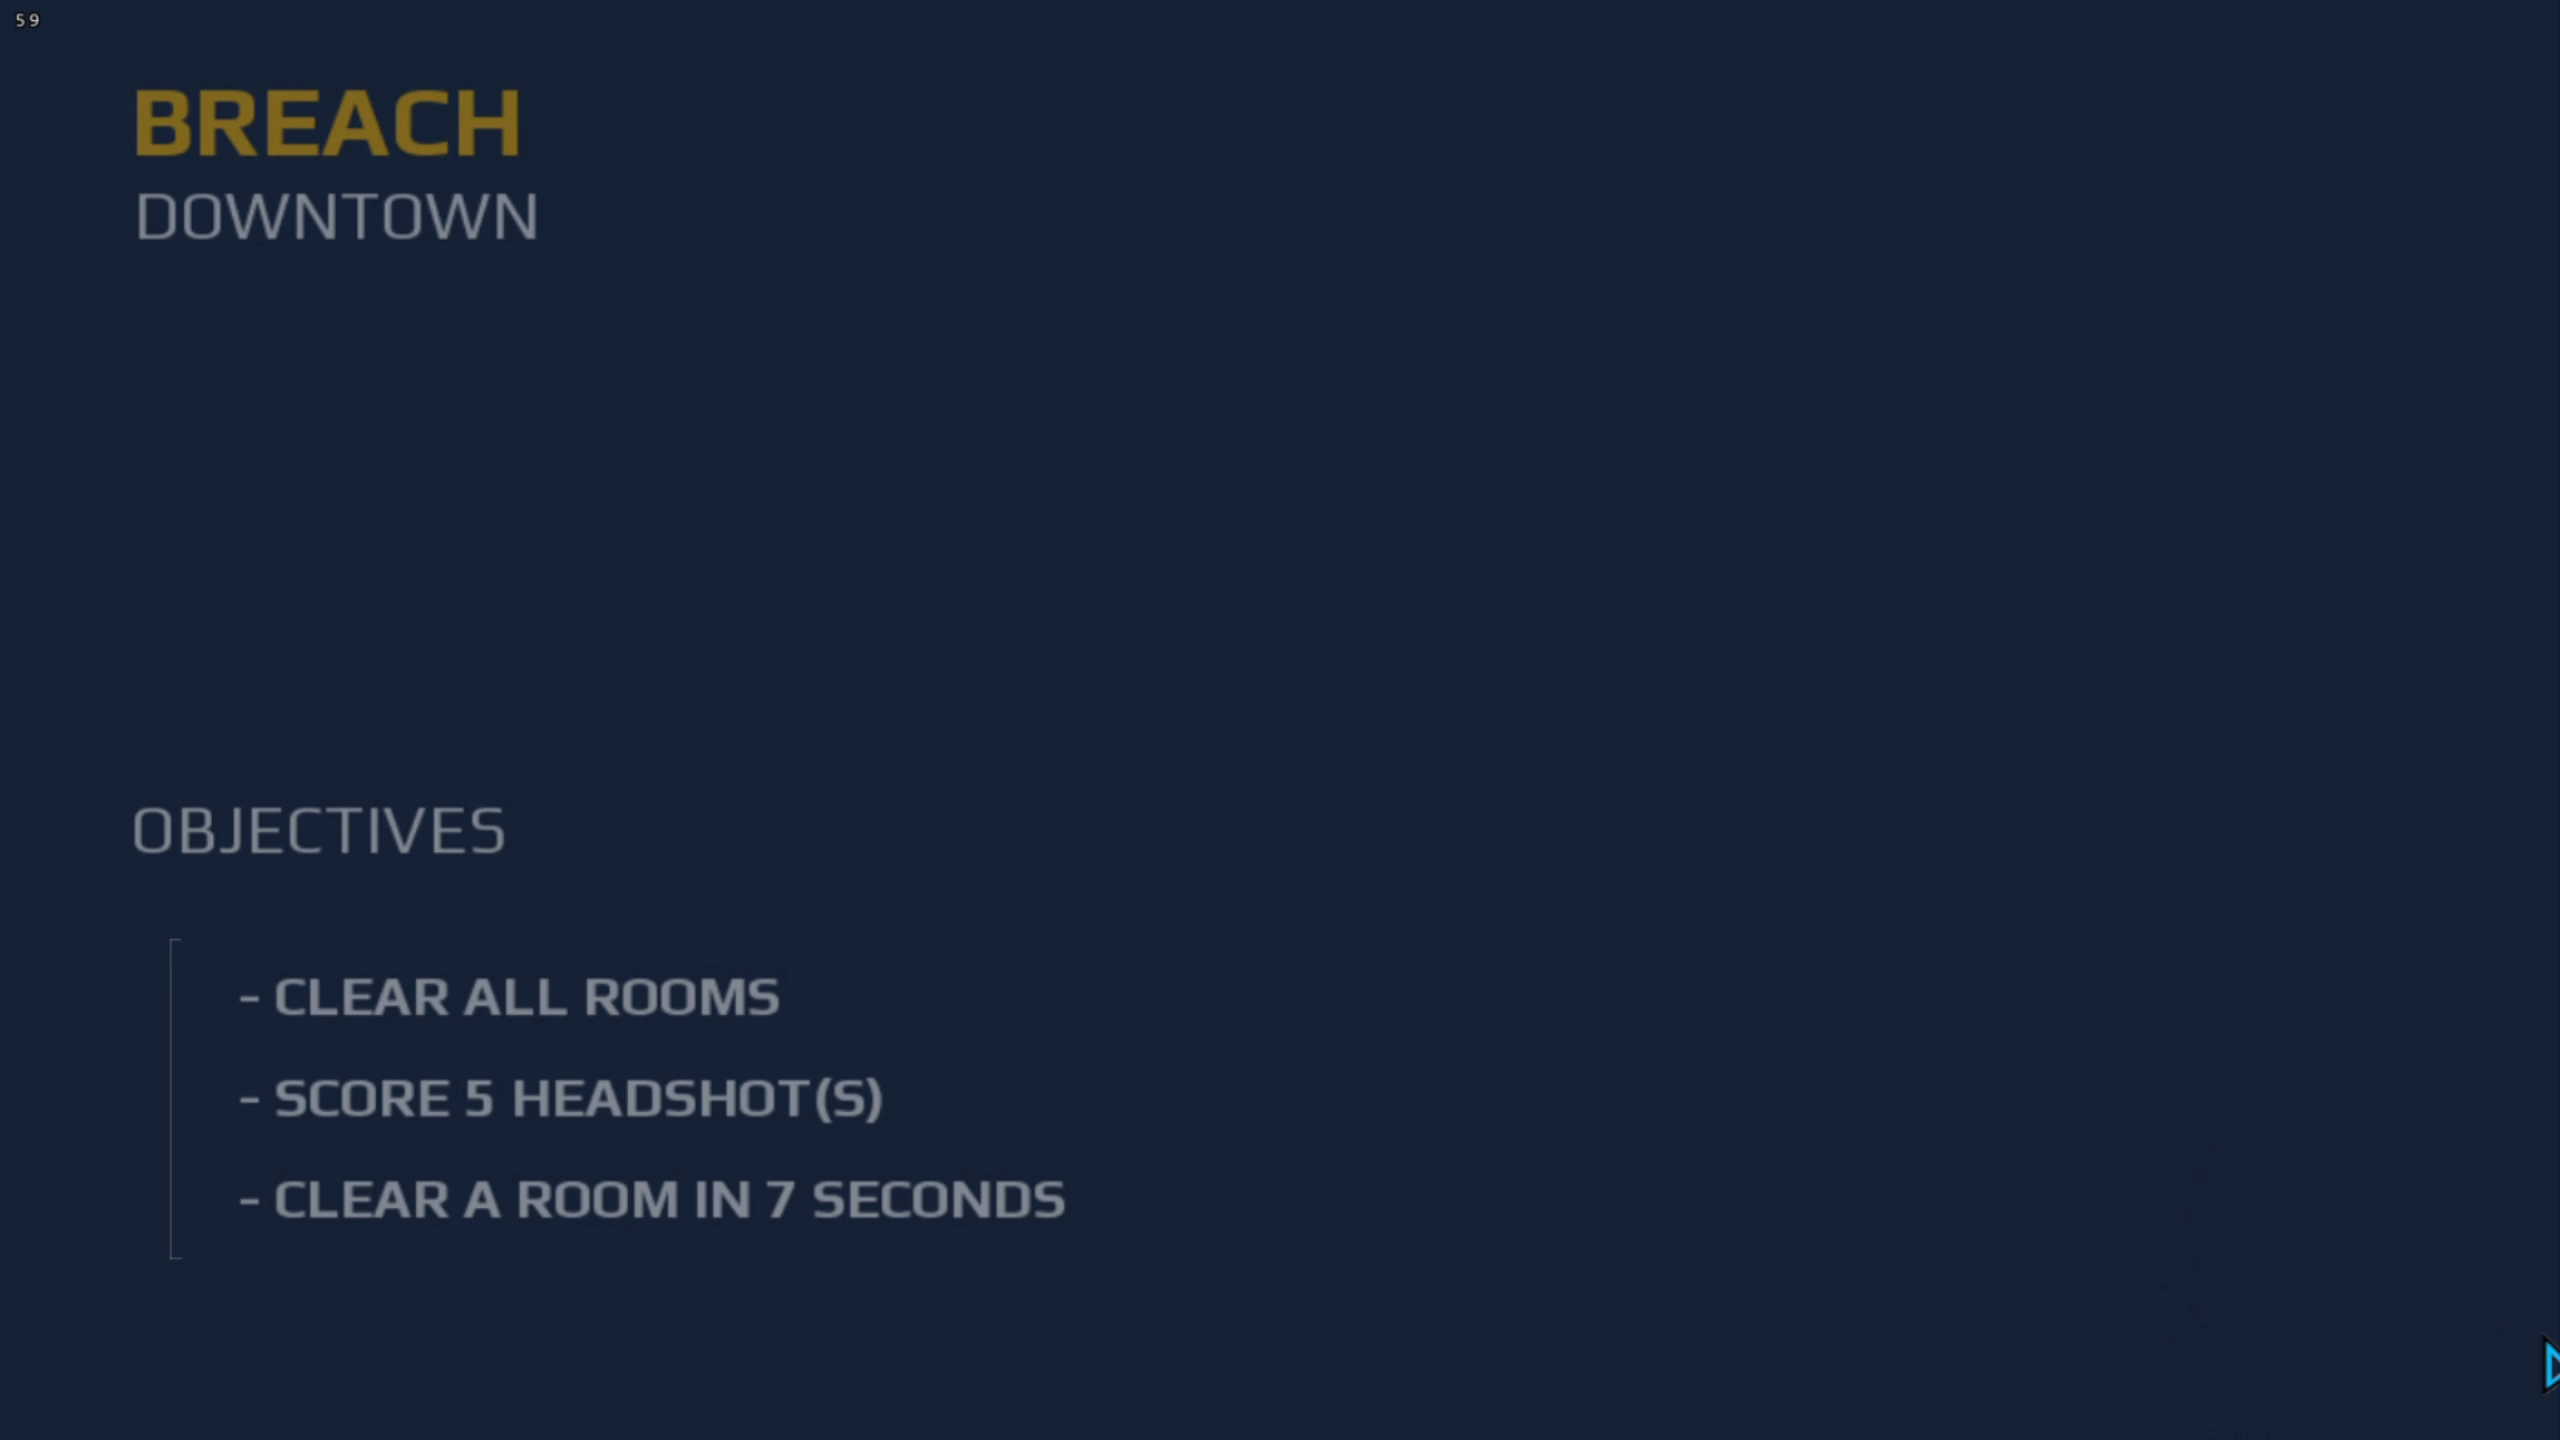 59
BREACH
DOWNTOWN
OBJECTIVES
- CLEAR ALL ROOMS
- SCORE 5 HEADSHOT(S)
- CLEAR A ROOM IN 7 SECONDS